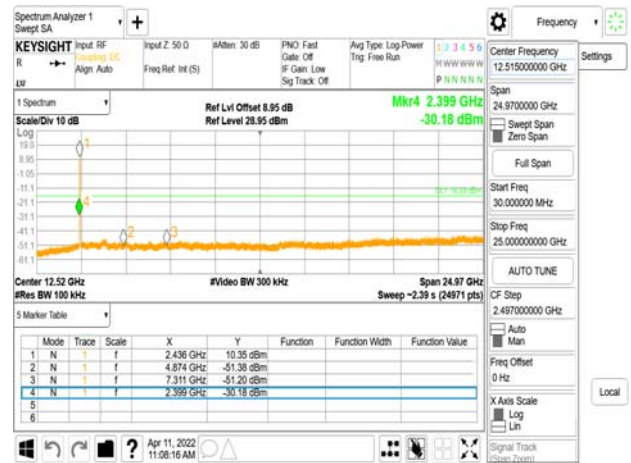 Spectrum Analyzer 1
Swept SA
+
Frequency
KEYSIGHT
R
Input: RF
Coupling: DC
Align: Auto
Input Z: 50 Ω
Freq Ref: Int (S)
#Atten: 30 dB
PNO: Fast
Gate: Off
IF Gain: Low
Sig Track: Off
Avg Type: Log-Power
Trig: Free Run
1 2 3 4 5 6
M W W W W W
P N N N N N
Center Frequency
12.515000000 GHz
Settings
1 Spectrum
Scale/Div 10 dB
Ref Lvl Offset 8.95 dB
Ref Level 28.95 dBm
Mkr4 2.399 GHz
-30.18 dBm
Span
24.9700000 GHz
Swept Span
Zero Span
Log
19.0
8.95
-1.05
-11.1
-21.1
-31.1
-41.1
-51.1
-61.1
1
4
2
3
Full Span
Start Freq
30.000000 MHz
Stop Freq
25.000000000 GHz
AUTO TUNE
Center 12.52 GHz
#Res BW 100 kHz
#Video BW 300 kHz
Span 24.97 GHz
Sweep ~2.39 s (24971 pts)
CF Step
2.497000000 GHz
Auto
Man
5 Marker Table
Mode Trace Scale X Y Function Function Width Function Value
1 N 1 f 2.436 GHz 10.35 dBm
2 N 1 f 4.874 GHz -51.38 dBm
3 N 1 f 7.311 GHz -51.20 dBm
4 N 1 f 2.399 GHz -30.18 dBm
5
6
Freq Offset
0 Hz
X Axis Scale
Log
Lin
Local
Signal Track
(Span Zoom)
?
Apr 11, 2022
11:08:16 AM